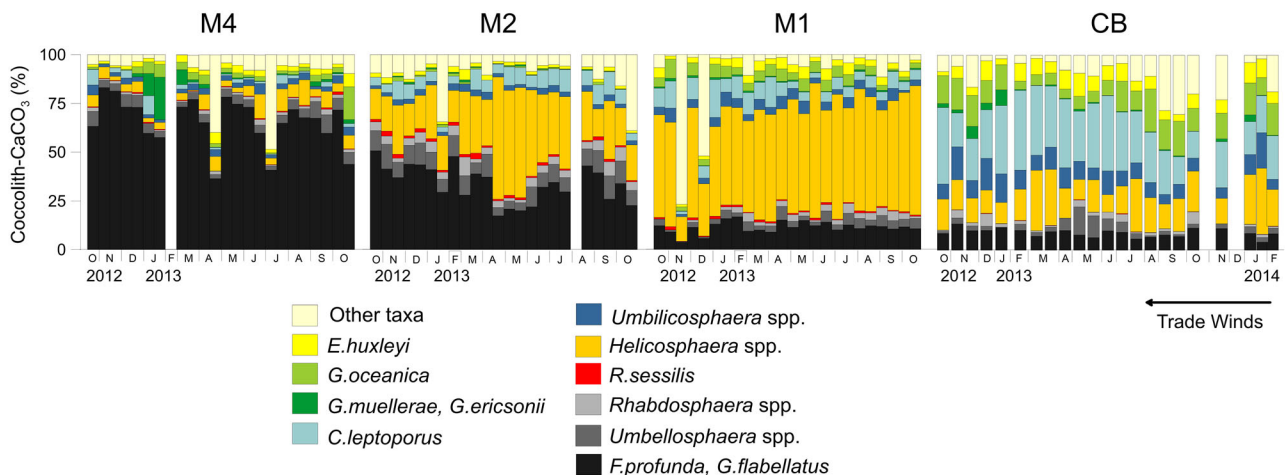 M4 M2 M1 CB
Coccolith-CaCO3 (%)
100
75
50
25
0
O N D J F M A M J J A S O
2012 2013
O N D J F M A M J J A S O
2012 2013
O N D J F M A M J J A S O
2012 2013
O N D J F M A M J J A S O N D J F
2012 2013 2014
Trade Winds
Other taxa
E.huxleyi
G.oceanica
G.muellerae, G.ericsonii
C.leptoporus
Umbilicosphaera spp.
Helicosphaera spp.
R.sessilis
Rhabdosphaera spp.
Umbellosphaera spp.
F.profunda, G.flabellatus